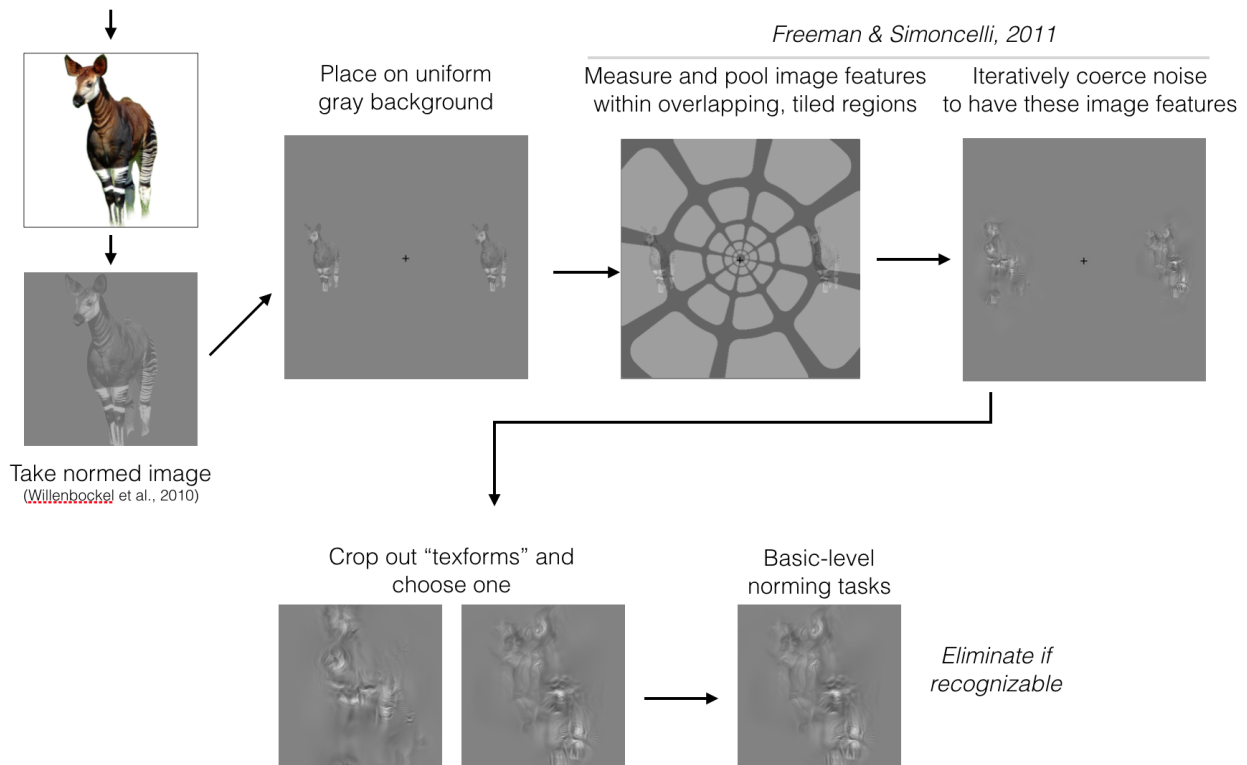 Freeman & Simoncelli, 2011
Place on uniform
gray background
Measure and pool image features
within overlapping, tiled regions
Iteratively coerce noise
to have these image features
Take normed image
(Willenbockel et al., 2010)
Crop out “texforms” and
choose one
Basic-level
norming tasks
Eliminate if
recognizable